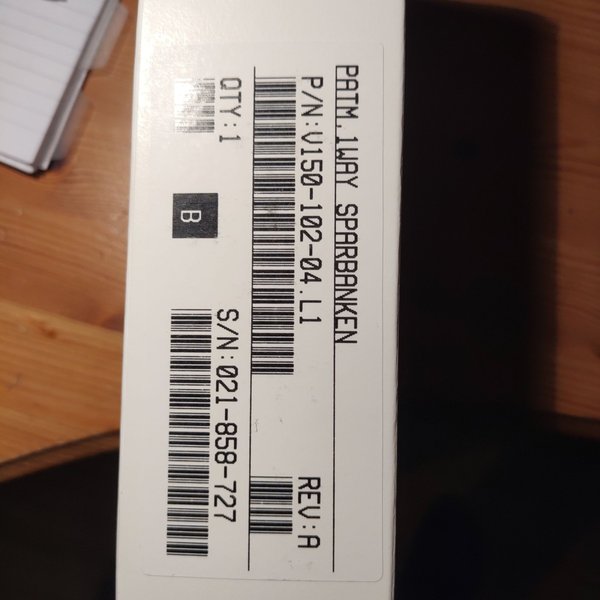 PATM.1WAY SPARBANKEN
P/N:V150-102-04.L1 REV:A
QTY:1 B S/N:021-858-727